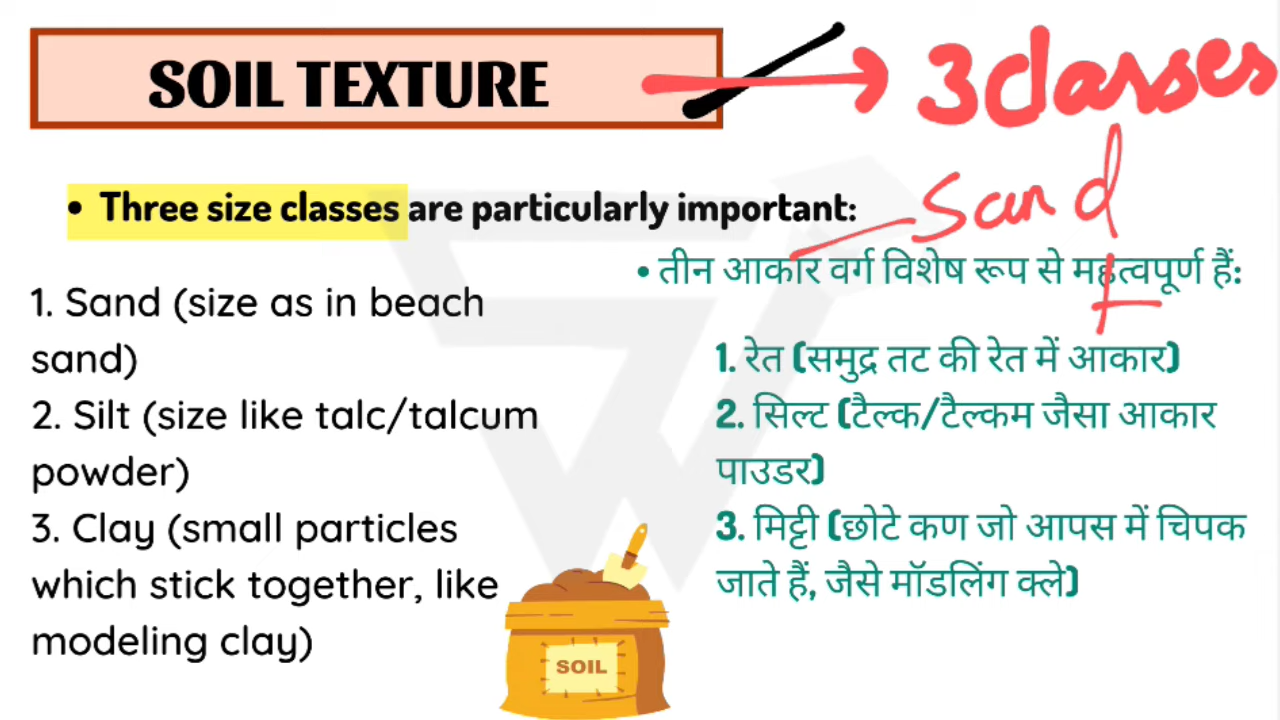 SOIL TEXTURE
3 classes
Sand
• Three size classes are particularly important:
• तीन आकार वर्ग विशेष रूप से महत्वपूर्ण हैं:
1. Sand (size as in beach
sand)
2. Silt (size like talc/talcum
powder)
3. Clay (small particles
which stick together, like
modeling clay)
1. रेत (समुद्र तट की रेत में आकार)
2. सिल्ट (टैल्क/टैल्कम जैसा आकार
पाउडर)
3. मिट्टी (छोटे कण जो आपस में चिपक
जाते हैं, जैसे मॉडलिंग क्ले)
SOIL